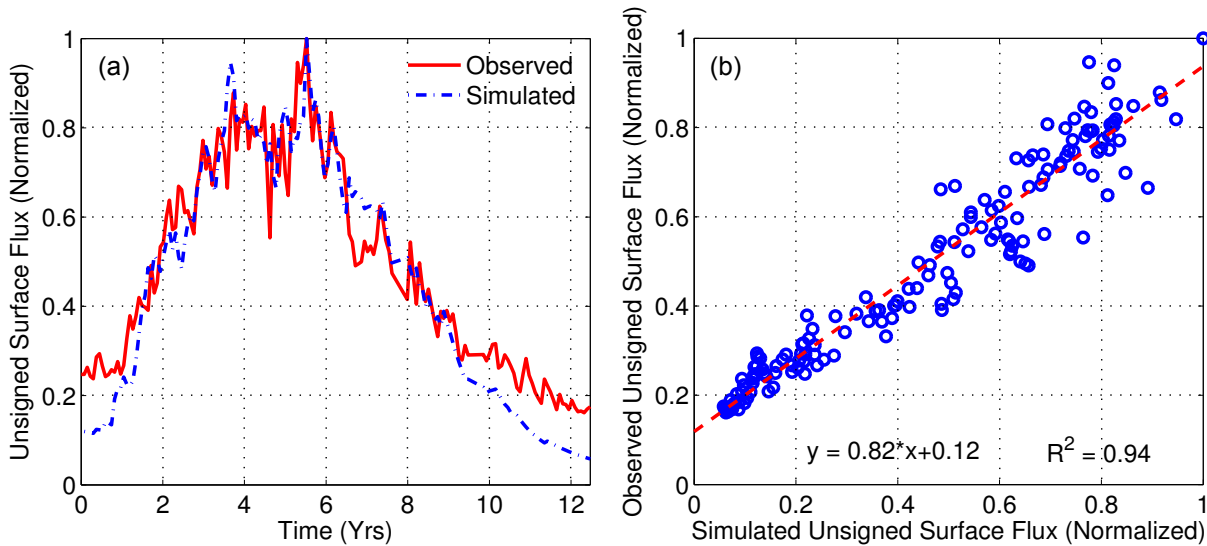 (a)
Observed
Simulated
Unsigned Surface Flux (Normalized)
1
0.8
0.6
0.4
0.2
0
0 2 4 6 8 10 12
Time (Yrs)
(b)
Observed Unsigned Surface Flux (Normalized)
1
0.8
0.6
0.4
0.2
0
y = 0.82*x+0.12
R² = 0.94
0 0.2 0.4 0.6 0.8 1
Simulated Unsigned Surface Flux (Normalized)